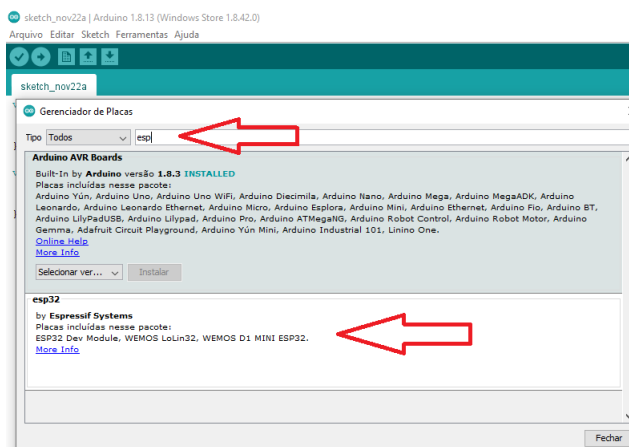 sketch_nov22a | Arduino 1.8.13 (Windows Store 1.8.42.0)
Arquivo Editar Sketch Ferramentas Ajuda
sketch_nov22a
Gerenciador de Placas
Tipo Todos esp
Arduino AVR Boards
Built-In by Arduino versão 1.8.3 INSTALLED
Placas incluídas nesse pacote:
Arduino Yún, Arduino Uno, Arduino Uno WiFi, Arduino Diecimila, Arduino Nano, Arduino Mega, Arduino MegaADK, Arduino
Leonardo, Arduino Leonardo Ethernet, Arduino Micro, Arduino Esplora, Arduino Mini, Arduino Ethernet, Arduino Fio, Arduino BT,
Arduino LilyPadUSB, Arduino Lilypad, Arduino Pro, Arduino ATMegaNG, Arduino Robot Control, Arduino Robot Motor, Arduino
Gemma, Adafruit Circuit Playground, Arduino Yún Mini, Arduino Industrial 101, Linino One.
Online Help
More Info
Selecionar ver... Instalar
esp32
by Espressif Systems
Placas incluídas nesse pacote:
ESP32 Dev Module, WEMOS LoLin32, WEMOS D1 MINI ESP32.
More Info
Fechar